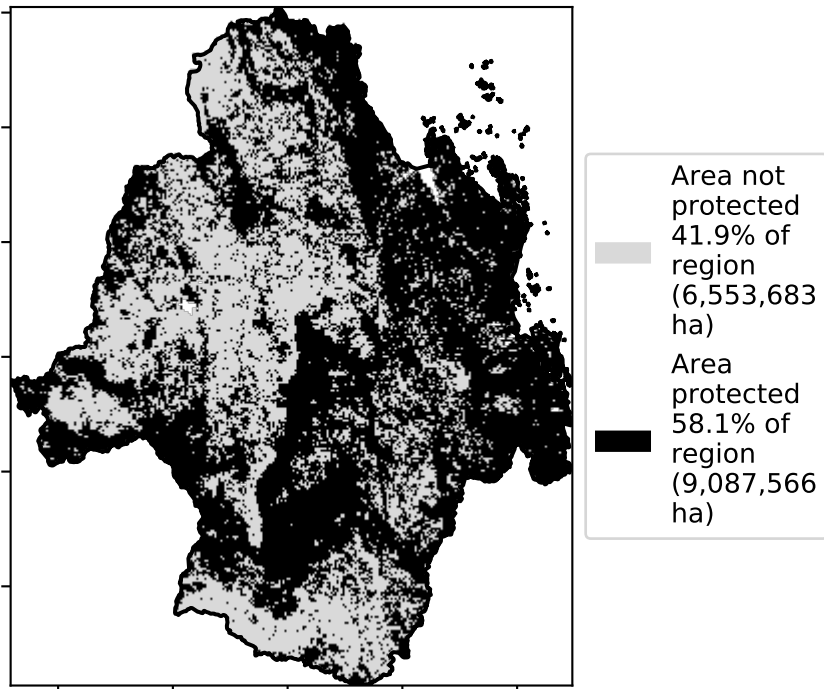 Area not
protected
41.9% of
region
(6,553,683
ha)
Area
protected
58.1% of
region
(9,087,566
ha)